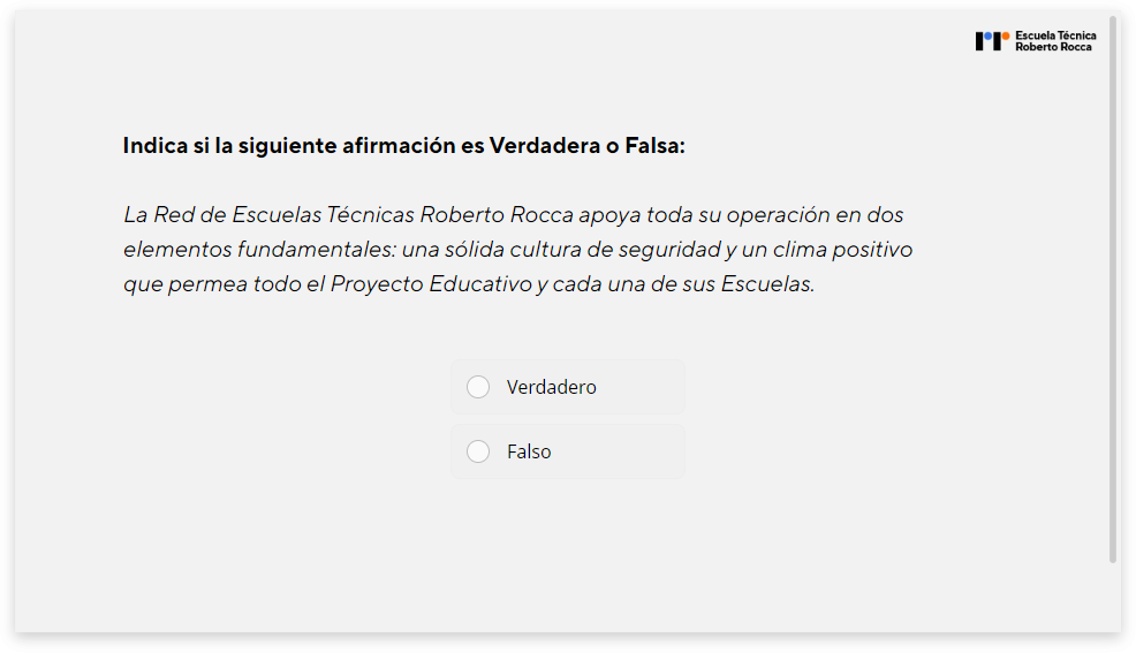 Escuela Técnica
Roberto Rocca
Indica si la siguiente afirmación es Verdadera o Falsa:
La Red de Escuelas Técnicas Roberto Rocca apoya toda su operación en dos
elementos fundamentales: una sólida cultura de seguridad y un clima positivo
que permea todo el Proyecto Educativo y cada una de sus Escuelas.
Verdadero
Falso